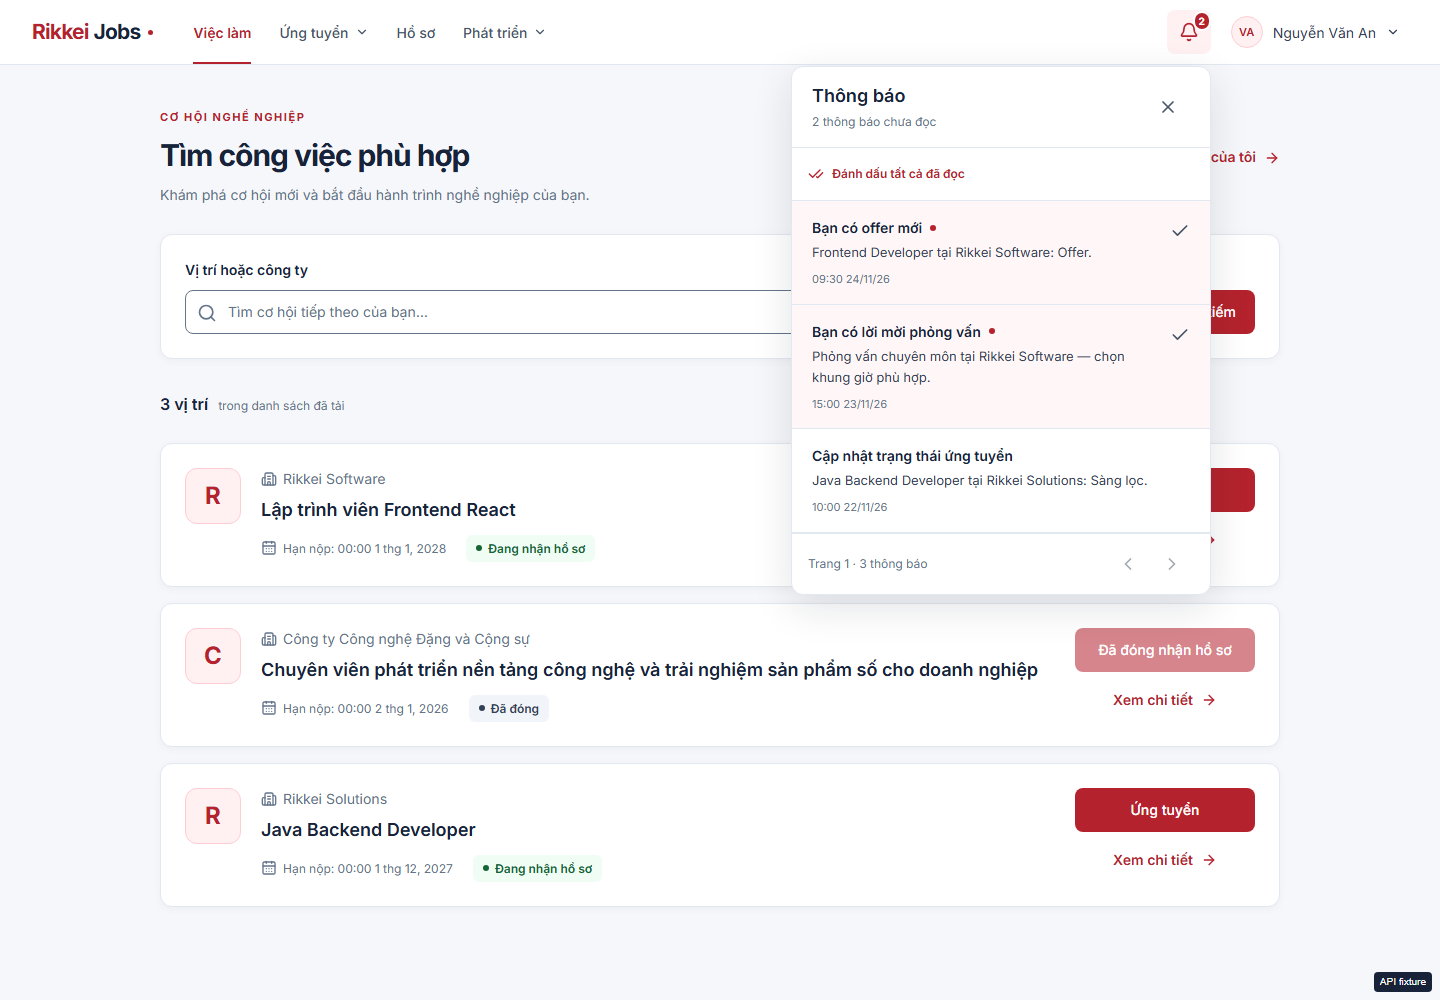 Rikkei Jobs
Việc làm
Ứng tuyển
Hồ sơ
Phát triển
2
VA
Nguyễn Văn An
CƠ HỘI NGHỀ NGHIỆP
Tìm công việc phù hợp
Khám phá cơ hội mới và bắt đầu hành trình nghề nghiệp của bạn.
của tôi
Vị trí hoặc công ty
Tìm cơ hội tiếp theo của bạn...
iếm
3 vị trí trong danh sách đã tải
Thông báo
2 thông báo chưa đọc
Đánh dấu tất cả đã đọc
Bạn có offer mới
Frontend Developer tại Rikkei Software: Offer.
09:30 24/11/26
Bạn có lời mời phỏng vấn
Phỏng vấn chuyên môn tại Rikkei Software — chọn
khung giờ phù hợp.
15:00 23/11/26
Cập nhật trạng thái ứng tuyển
Java Backend Developer tại Rikkei Solutions: Sàng lọc.
10:00 22/11/26
Trang 1 · 3 thông báo
R
Rikkei Software
Lập trình viên Frontend React
Hạn nộp: 00:00 1 thg 1, 2028
Đang nhận hồ sơ
C
Công ty Công nghệ Đặng và Cộng sự
Chuyên viên phát triển nền tảng công nghệ và trải nghiệm sản phẩm số cho doanh nghiệp
Hạn nộp: 00:00 2 thg 1, 2026
Đã đóng
Đã đóng nhận hồ sơ
Xem chi tiết
R
Rikkei Solutions
Java Backend Developer
Hạn nộp: 00:00 1 thg 12, 2027
Đang nhận hồ sơ
Ứng tuyển
Xem chi tiết
API fixture